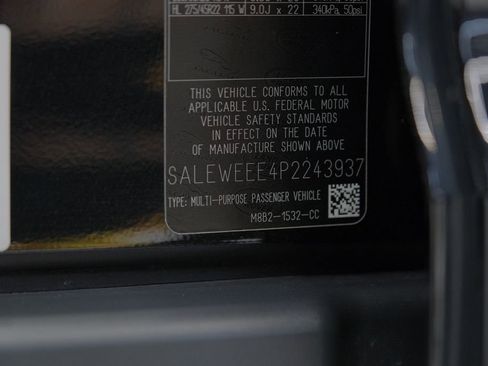 HL 275/45R22 115 W 9.0J x 22 340kPa, 50psi
THIS VEHICLE CONFORMS TO ALL
APPLICABLE U.S. FEDERAL MOTOR
VEHICLE SAFETY STANDARDS
IN EFFECT ON THE DATE
OF MANUFACTURE SHOWN ABOVE
SALEWEEE4P2243937
TYPE: MULTI-PURPOSE PASSENGER VEHICLE
M8B2-1532-CC